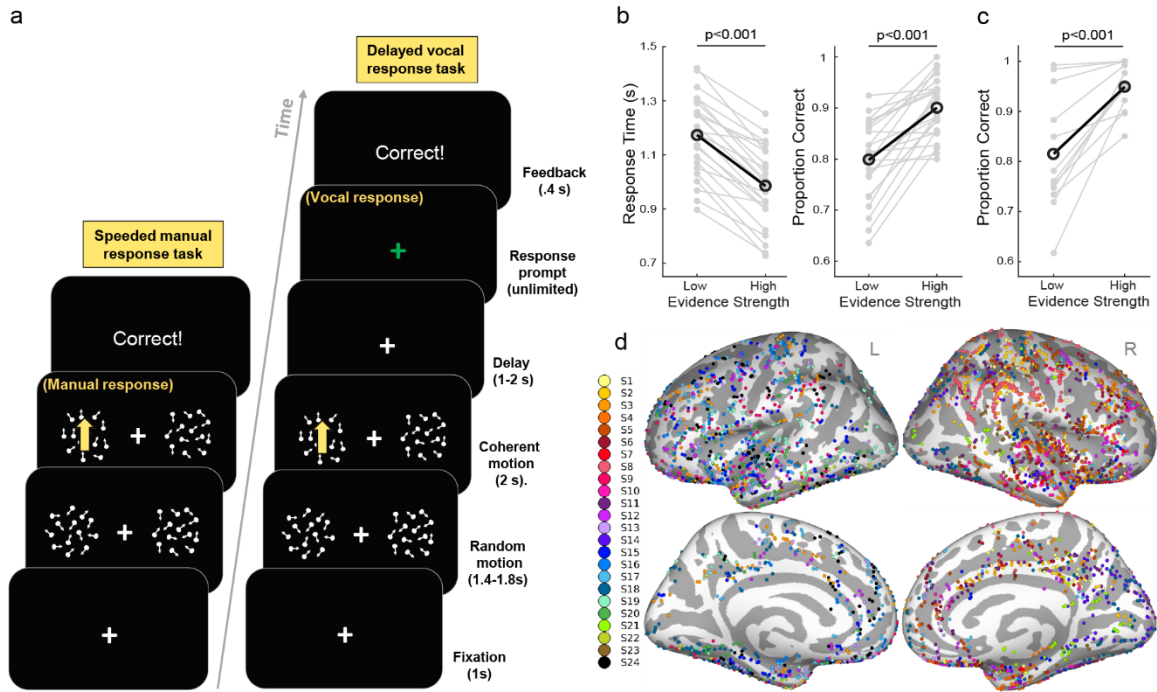 a
Delayed vocal
response task
Time
Correct!
Feedback
(.4 s)
(Vocal response)
Response
prompt
(unlimited)
Speeded manual
response task
Correct!
Delay
(1-2 s)
(Manual response)
Coherent
motion
(2 s).
Random
motion
(1.4-1.8s)
Fixation
(1s)
b
p<0.001
1.5
1.3
1.1
0.9
0.7
Response Time (s)
Low High
Evidence Strength
p<0.001
1
0.9
0.8
0.7
0.6
Proportion Correct
Low High
Evidence Strength
c
p<0.001
1
0.9
0.8
0.7
0.6
Proportion Correct
Low High
Evidence Strength
d
L
R
S1
S2
S3
S4
S5
S6
S7
S8
S9
S10
S11
S12
S13
S14
S15
S16
S17
S18
S19
S20
S21
S22
S23
S24